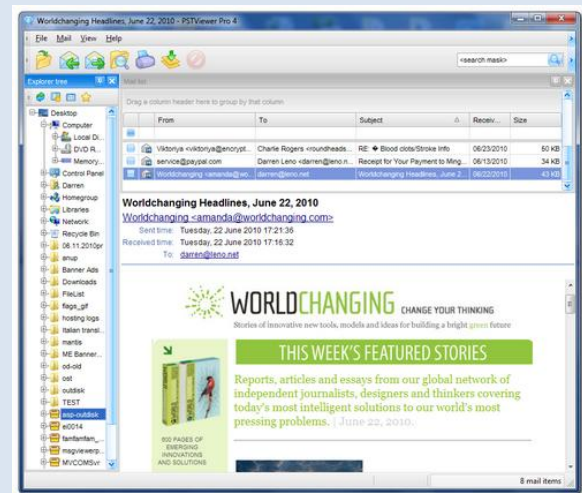 Worldchanging Headlines, June 22, 2010 - PSTViewer Pro 4
File Mail View Help
<search mask>
Explorer tree
Mail list
Drag a column header here to group by that column
From To Subject Receiv... Size
Viktoriya <viktoriya@encrypt... Charlie Rogers <roundheads... RE: � Blood clots/Stroke Info 06/23/2010 50 KB
service@paypal.com Darren Leno <darren@leno.n... Receipt for Your Payment to Ming... 06/13/2010 34 KB
Worldchanging <amanda@wo... darren@leno.net Worldchanging Headlines, June 2... 06/22/2010 43 KB
Desktop
Computer
Local Di...
DVD R...
Memory...
Control Panel
Darren
Homegroup
Libraries
Network
Recycle Bin
06.11.2010pr
anup
Banner Ads
Downloads
FileList
flags_gif
hosting logs
Italian transl...
mantis
ME Banner...
od-old
ost
outdisk
TEST
esp-outdisk
ei0014
famfamfam_...
msgviewerp...
MVCOMSvr
Worldchanging Headlines, June 22, 2010
Worldchanging <amanda@worldchanging.com>
Sent time: Tuesday, 22 June 2010 17:21:36
Received time: Tuesday, 22 June 2010 17:16:32
To: darren@leno.net
WORLDCHANGING CHANGE YOUR THINKING
Stories of innovative new tools, models and ideas for building a bright green future
THIS WEEK'S FEATURED STORIES
Reports, articles and essays from our global network of
independent journalists, designers and thinkers covering
today's most intelligent solutions to our world's most
pressing problems. | June 22, 2010.
600 PAGES OF
EMERGING
INNOVATIONS
AND SOLUTIONS
8 mail items